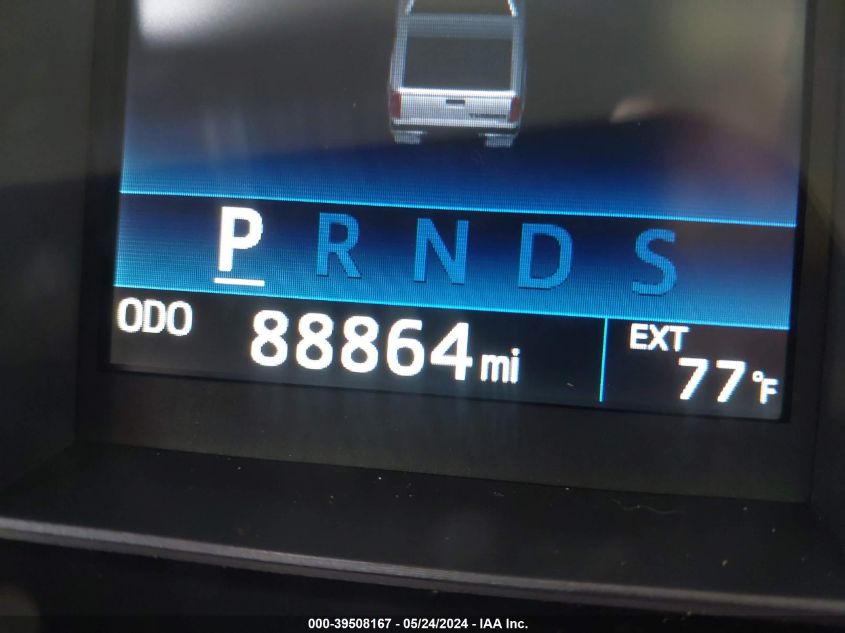 P R N D S
ODO 88864 mi EXT
77°F
000-39508167 - 05/24/2024 - IAA Inc.